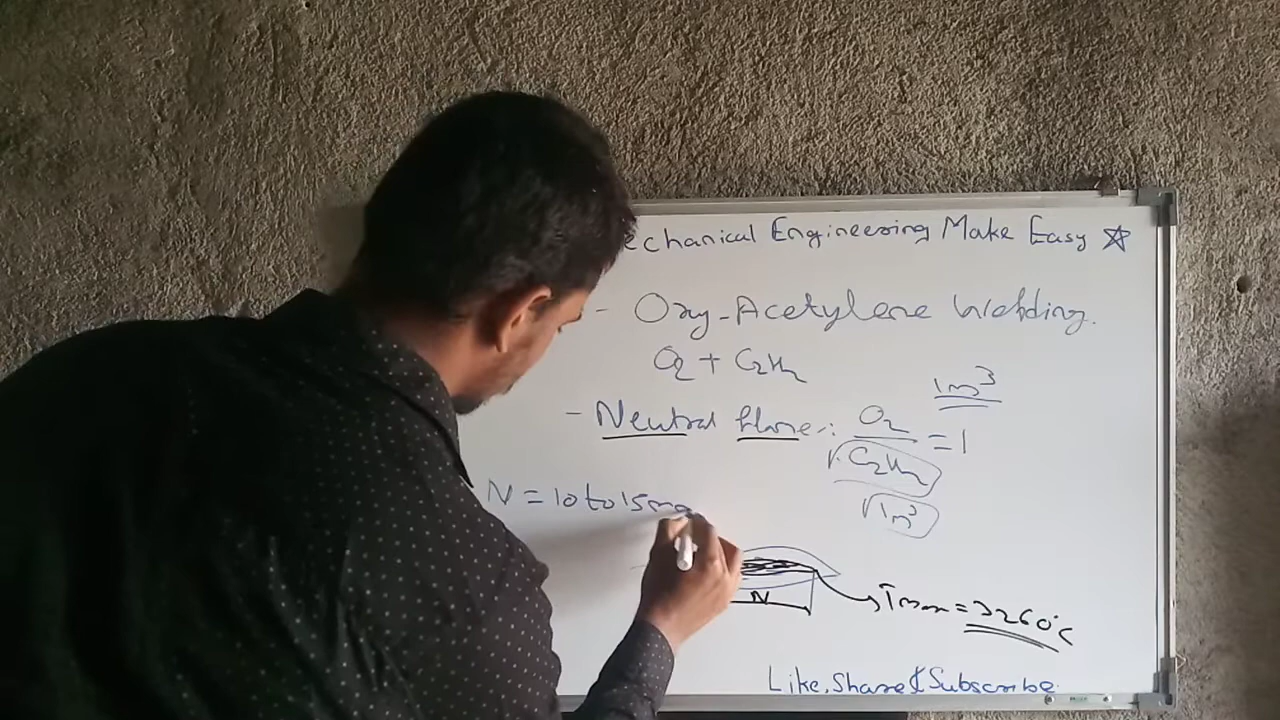 echanical Engineering Make Easy ☆
- Oxy-Acetylene Welding.
O2 + C2H2
- Neutral flame:. O2/C2H2 = 1
1m³
1m³
N = 10 to 15mm
N
Tmax = 3260°C
Like, Share & Subscribe